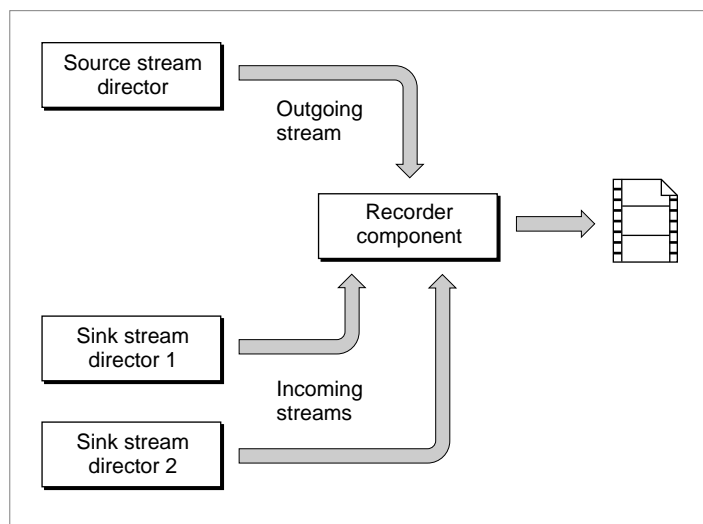 Source stream
director
Outgoing
stream
Recorder
component
Sink stream
director 1
Incoming
streams
Sink stream
director 2